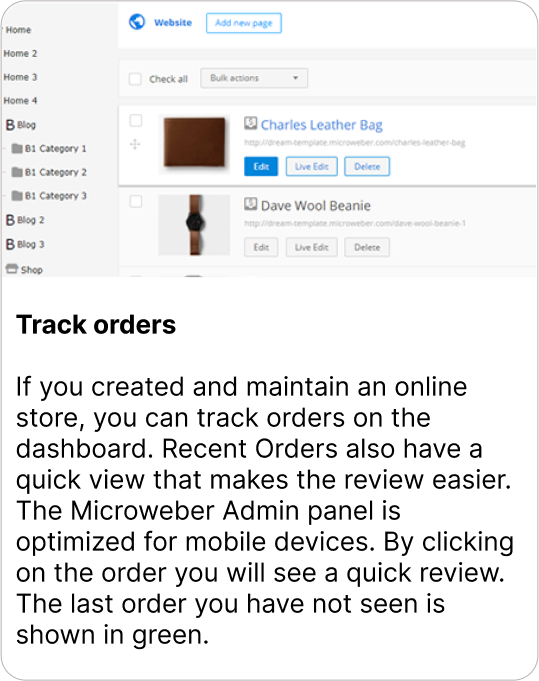 Home
Website
Add new page
Home 2
Home 3
Check all
Bulk actions
Home 4
Blog
Charles Leather Bag
http://dream-template.microweber.com/charles-leather-bag
B1 Category 1
Edit
Live Edit
Delete
B1 Category 2
B1 Category 3
Dave Wool Beanie
http://dream-template.microweber.com/dave-wool-beanie-1
Blog 2
Blog 3
Edit
Live Edit
Delete
Shop
Track orders
If you created and maintain an online
store, you can track orders on the
dashboard. Recent Orders also have a
quick view that makes the review easier.
The Microweber Admin panel is
optimized for mobile devices. By clicking
on the order you will see a quick review.
The last order you have not seen is
shown in green.